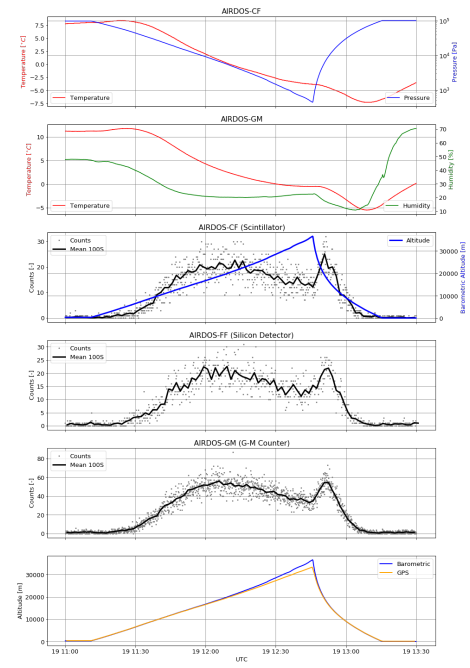 AIRDOS-CF
Temperature [°C]
7.5
5.0
2.5
0.0
−2.5
−5.0
−7.5
Temperature
Pressure
10⁵
10³
Pressure [Pa]
AIRDOS-GM
Temperature [°C]
10
5
0
−5
Temperature
Humidity
70
60
50
40
30
20
10
Humidity [%]
AIRDOS-CF (Scintillator)
Counts [-]
30
20
10
0
Counts
Mean 100S
Altitude
30000
20000
10000
0
Barometric Altitude [m]
AIRDOS-FF (Silicon Detector)
Counts [-]
30
25
20
15
10
5
0
Counts
Mean 100S
AIRDOS-GM (G-M Counter)
Counts [-]
80
60
40
20
0
Counts
Mean 100S
Altitude [m]
30000
20000
10000
0
Barometric
GPS
19 11:00
19 11:30
19 12:00
19 12:30
19 13:00
19 13:30
UTC